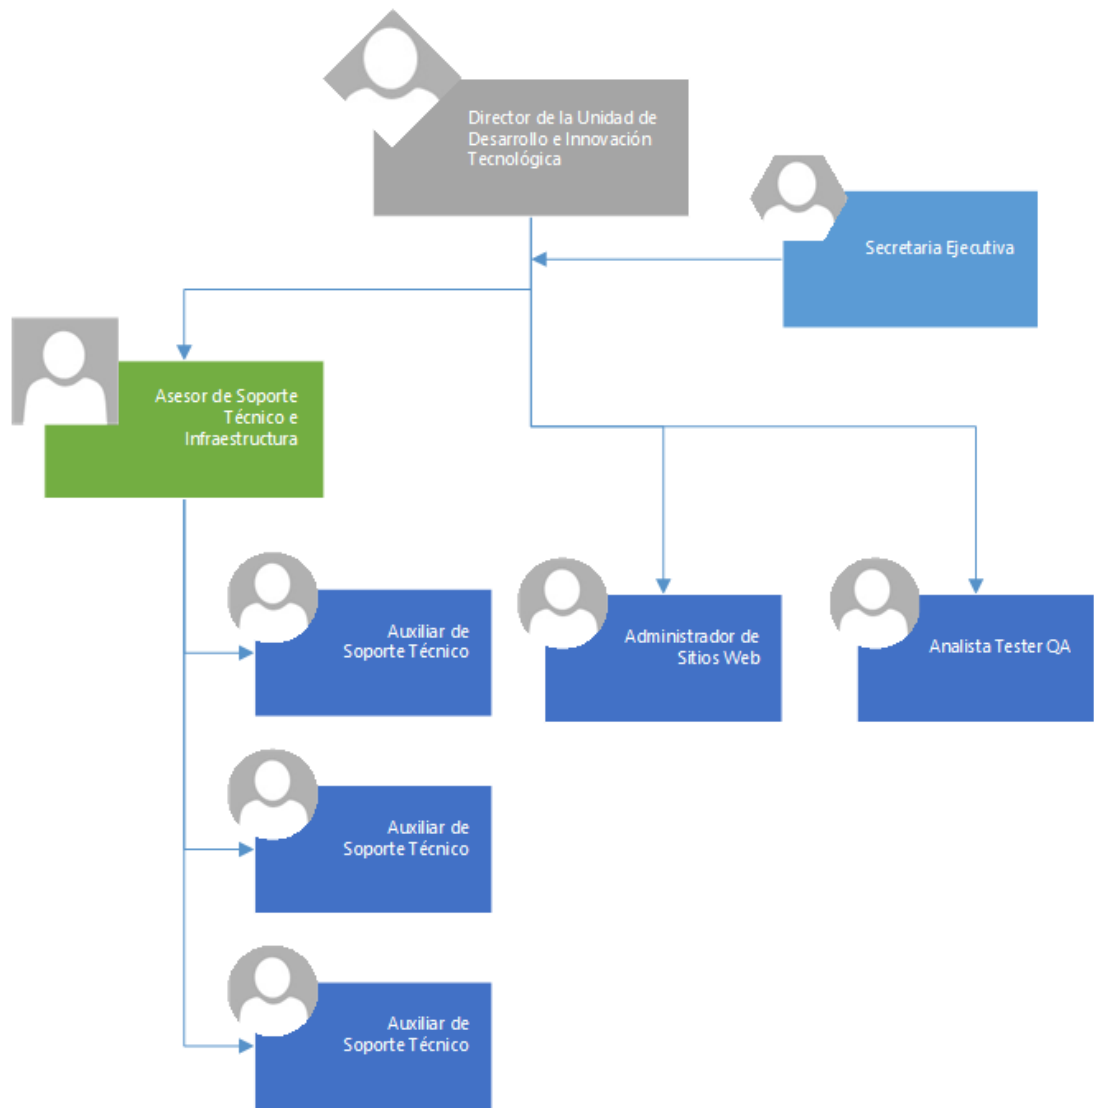 Director de la Unidad de
Desarrollo e Innovación
Tecnológica
Secretaria Ejecutiva
Asesor de Soporte
Técnico e
Infraestructura
Auxiliar de
Soporte Técnico
Administrador de
Sitios Web
Analista Tester QA
Auxiliar de
Soporte Técnico
Auxiliar de
Soporte Técnico